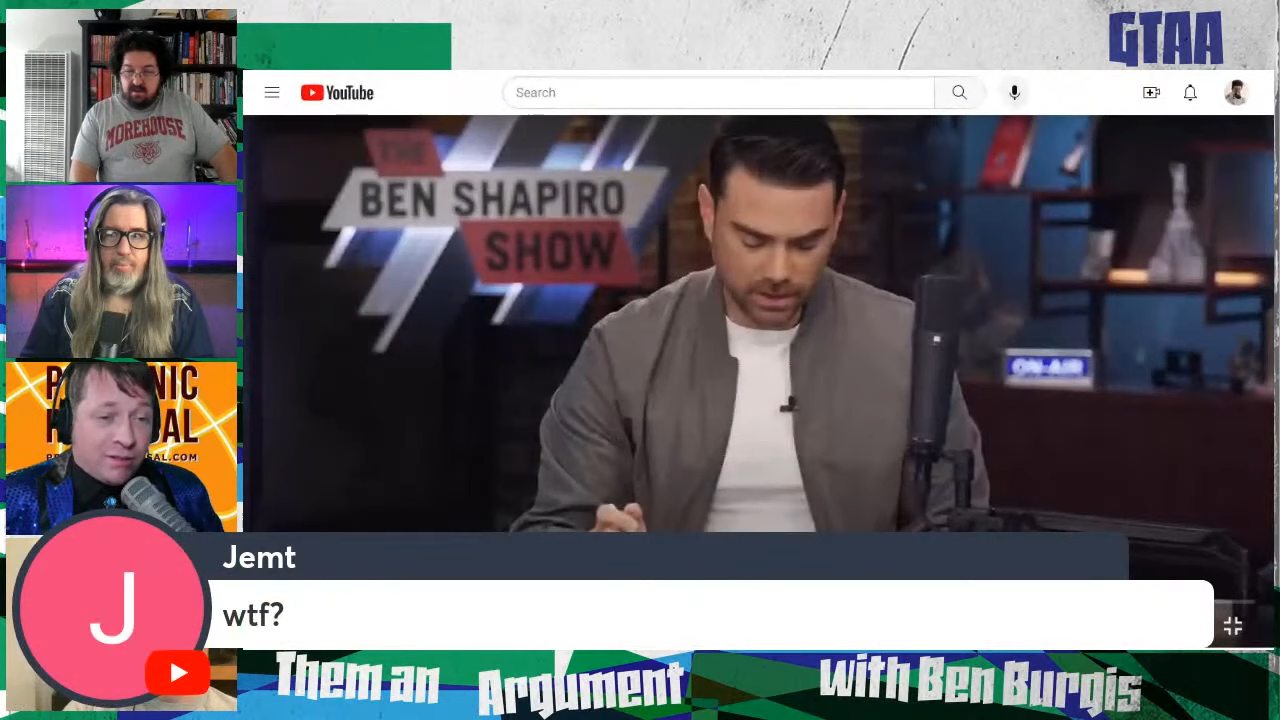 GTAA
YouTube
Search
MOREHOUSE
THE
BEN SHAPIRO
SHOW
ON-AIR
Jemt
wtf?
J
Them an Argument with Ben Burgis